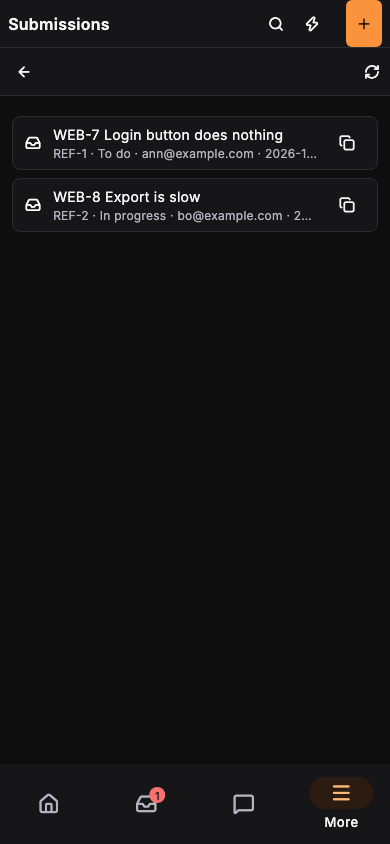 Submissions
WEB-7 Login button does nothing
REF-1 · To do · ann@example.com · 2026-1...
WEB-8 Export is slow
REF-2 · In progress · bo@example.com · 2...
1
More